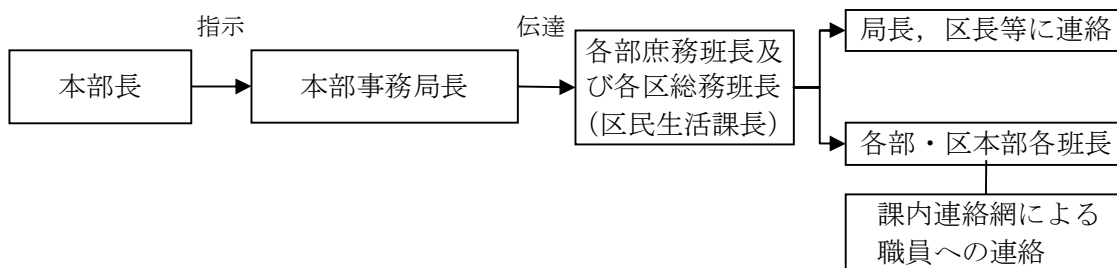 指示
伝達
本部長
本部事務局長
各部庶務班長及
び各区総務班長
（区民生活課長）
局長，区長等に連絡
各部・区本部各班長
課内連絡網による
職員への連絡